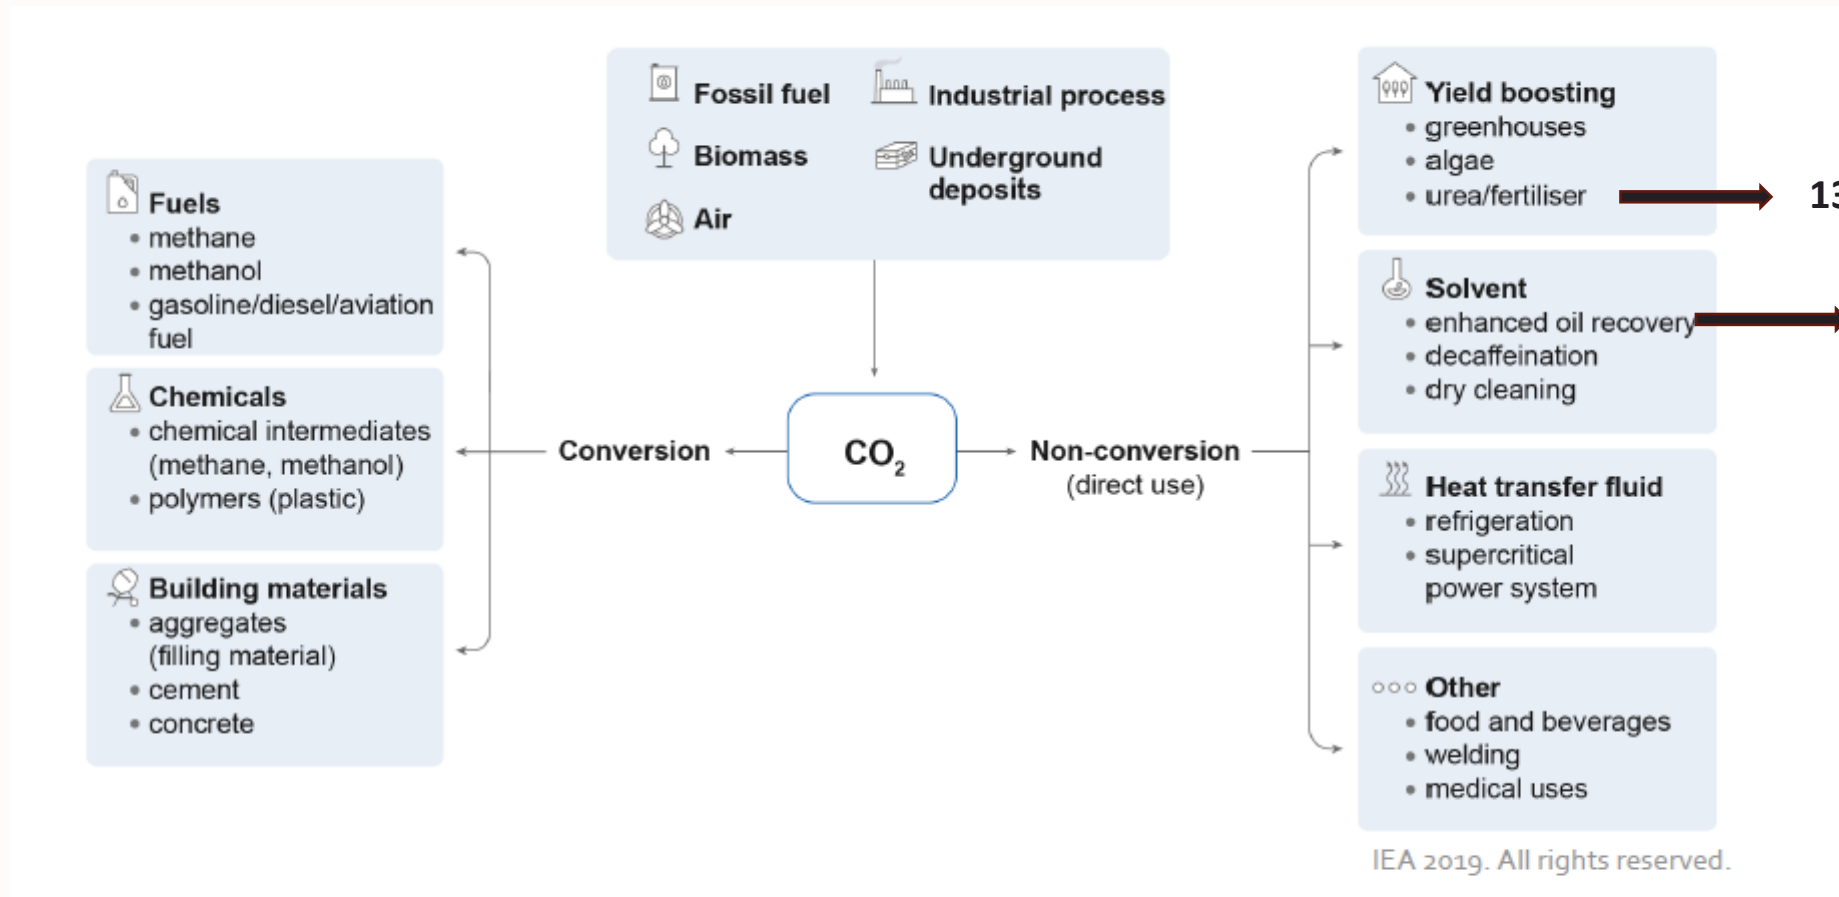 Fossil fuel
Industrial process
Biomass
Underground
deposits
Air
Fuels
• methane
• methanol
• gasoline/diesel/aviation
fuel
Chemicals
• chemical intermediates
(methane, methanol)
• polymers (plastic)
Building materials
• aggregates
(filling material)
• cement
• concrete
Conversion
CO₂
Non-conversion
(direct use)
Yield boosting
• greenhouses
• algae
• urea/fertiliser
Solvent
• enhanced oil recovery
• decaffeination
• dry cleaning
Heat transfer fluid
• refrigeration
• supercritical
power system
Other
• food and beverages
• welding
• medical uses
IEA 2019. All rights reserved.